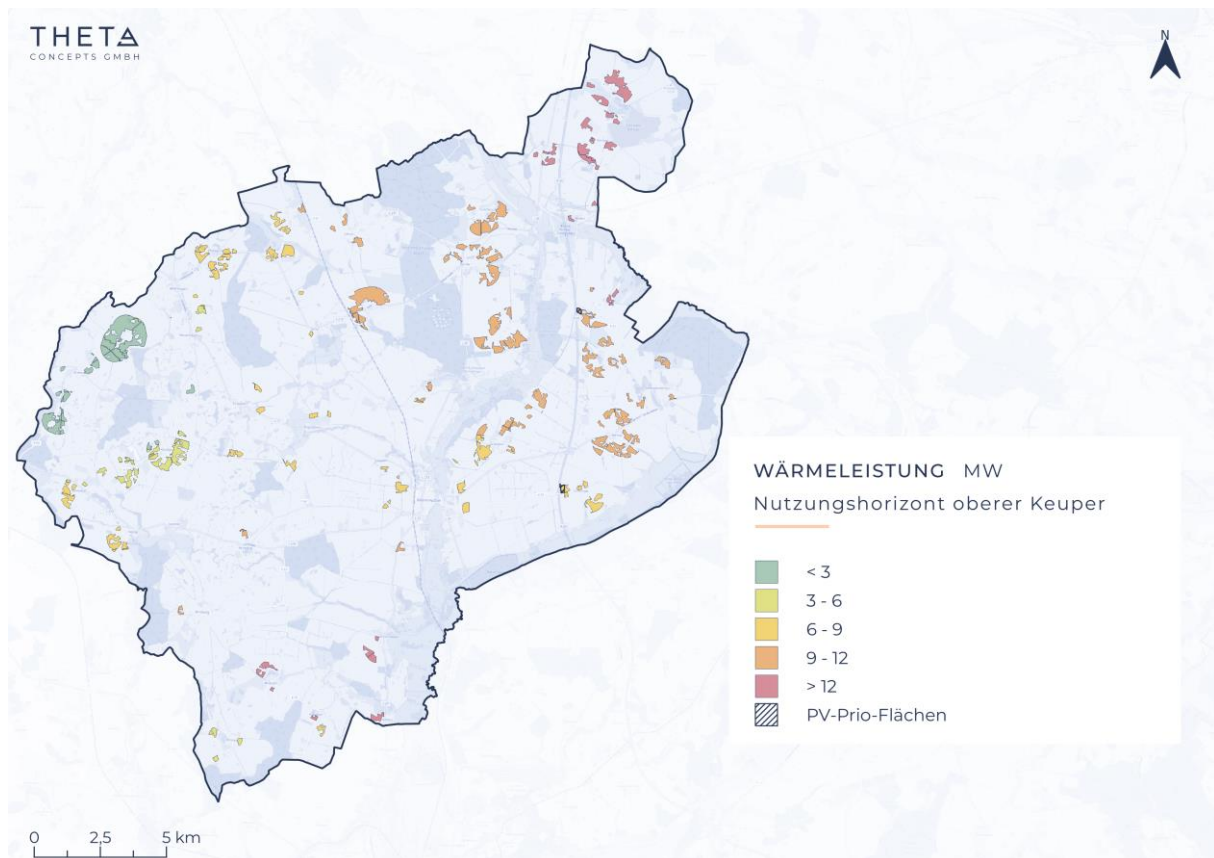 THETA
CONCEPTS GMBH
N
WÄRMELEISTUNG MW
Nutzungshorizont oberer Keuper
< 3
3 - 6
6 - 9
9 - 12
> 12
PV-Prio-Flächen
0 2,5 5 km